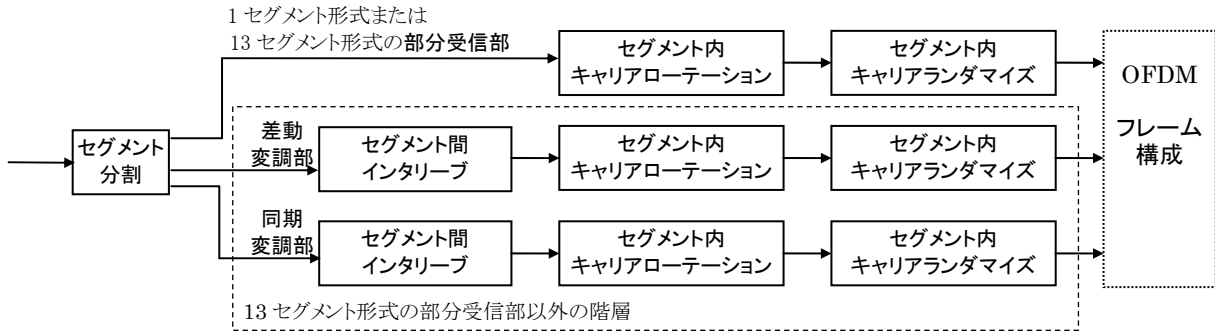 1 セグメント形式または
13 セグメント形式の部分受信部
セグメント内
キャリアローテーション
セグメント内
キャリアランダマイズ
OFDM
フレーム
構成
セグメント
分割
差動
変調部
セグメント間
インタリーブ
セグメント内
キャリアローテーション
セグメント内
キャリアランダマイズ
同期
変調部
セグメント間
インタリーブ
セグメント内
キャリアローテーション
セグメント内
キャリアランダマイズ
13 セグメント形式の部分受信部以外の階層